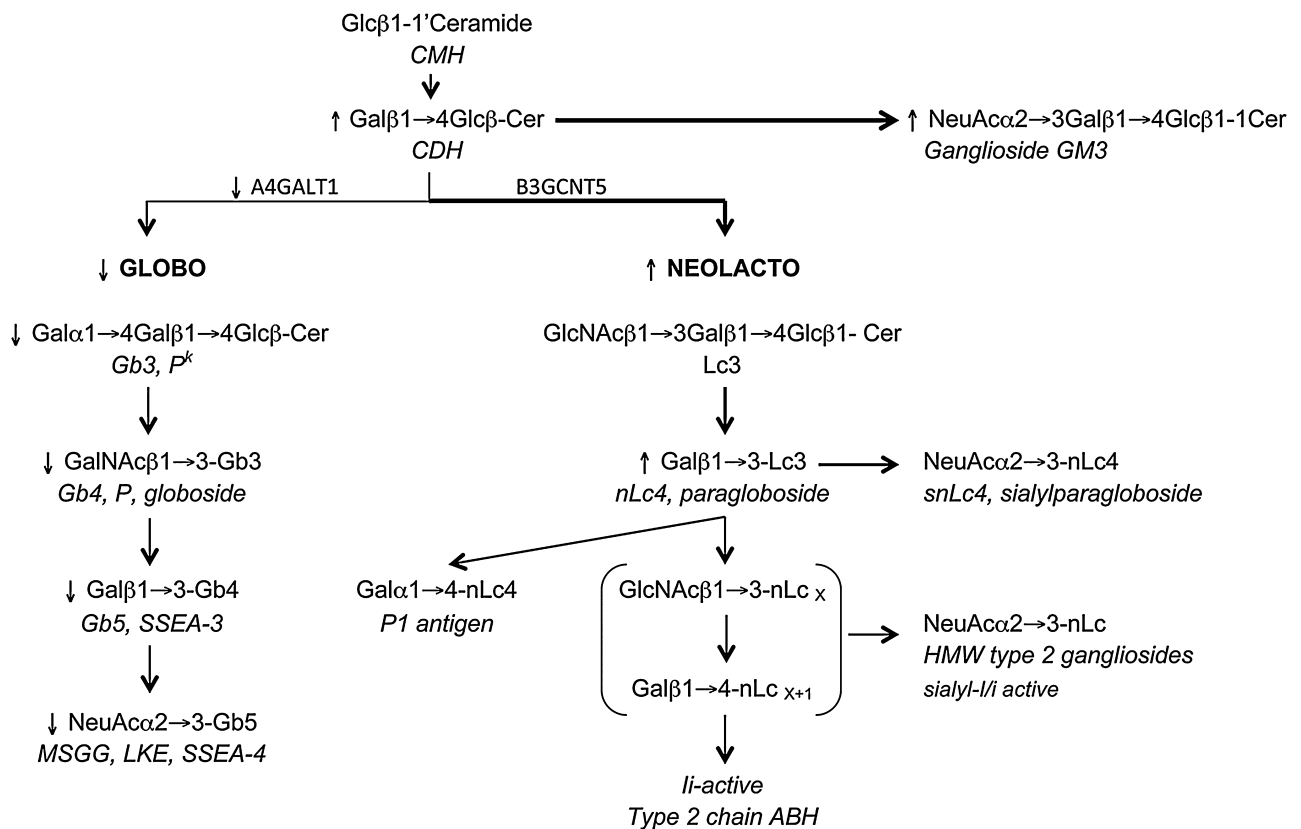 Glcβ1-1’Ceramide
CMH
↑ Galβ1→4Glcβ-Cer
CDH
↑ NeuAcα2→3Galβ1→4Glcβ1-1Cer
Ganglioside GM3
↓ A4GALT1
B3GCNT5
↓ GLOBO
↑ NEOLACTO
↓ Galα1→4Galβ1→4Glcβ-Cer
Gb3, Pᵏ
GlcNAcβ1→3Galβ1→4Glcβ1- Cer
Lc3
↓ GalNAcβ1→3-Gb3
Gb4, P, globoside
↑ Galβ1→3-Lc3
nLc4, paragloboside
NeuAcα2→3-nLc4
snLc4, sialylparagloboside
↓ Galβ1→3-Gb4
Gb5, SSEA-3
Galα1→4-nLc4
P1 antigen
GlcNAcβ1→3-nLc X
Galβ1→4-nLc X+1
NeuAcα2→3-nLc
HMW type 2 gangliosides
sialyl-I/i active
↓ NeuAcα2→3-Gb5
MSGG, LKE, SSEA-4
Ii-active
Type 2 chain ABH